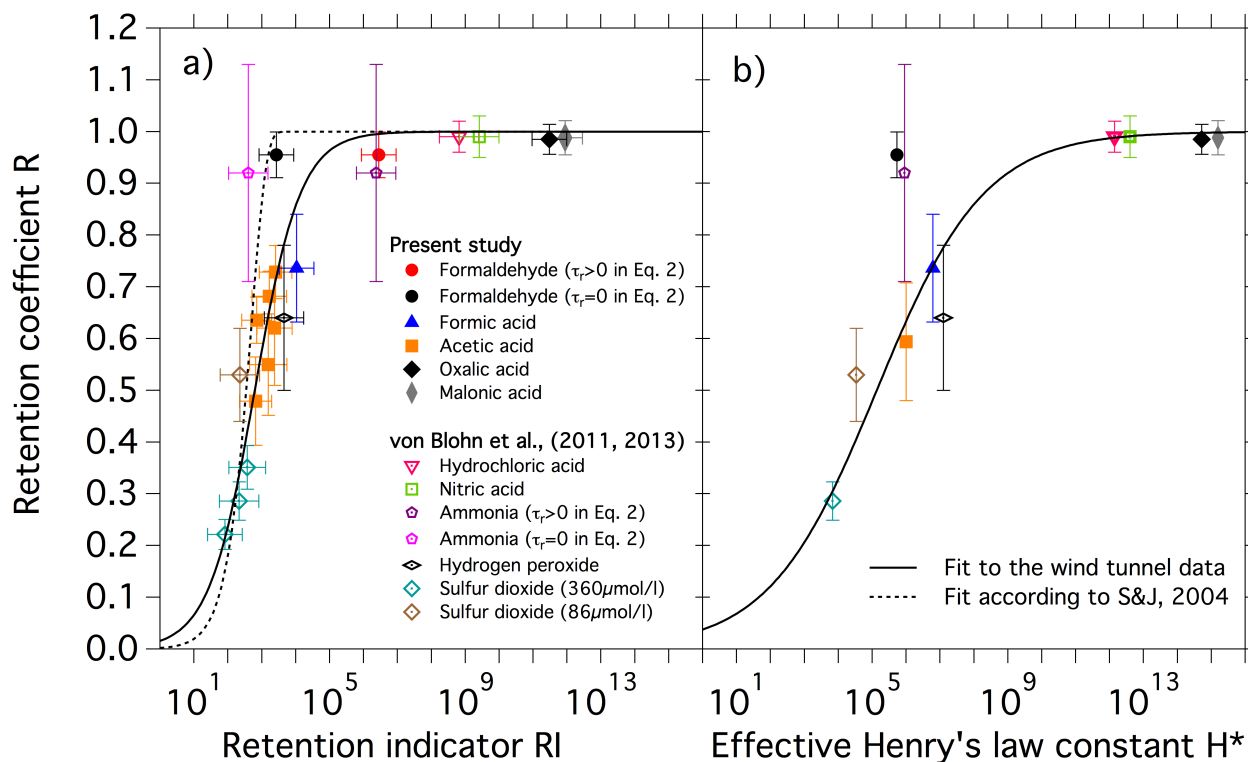 Retention coefficient R
1.2
1.1
1.0
0.9
0.8
0.7
0.6
0.5
0.4
0.3
0.2
0.1
0.0
a)
Present study
Formaldehyde (τr>0 in Eq. 2)
Formaldehyde (τr=0 in Eq. 2)
Formic acid
Acetic acid
Oxalic acid
Malonic acid
von Blohn et al., (2011, 2013)
Hydrochloric acid
Nitric acid
Ammonia (τr>0 in Eq. 2)
Ammonia (τr=0 in Eq. 2)
Hydrogen peroxide
Sulfur dioxide (360µmol/l)
Sulfur dioxide (86µmol/l)
10^1 10^5 10^9 10^13
Retention indicator RI
b)
Fit to the wind tunnel data
Fit according to S&J, 2004
10^1 10^5 10^9 10^13
Effective Henry's law constant H*